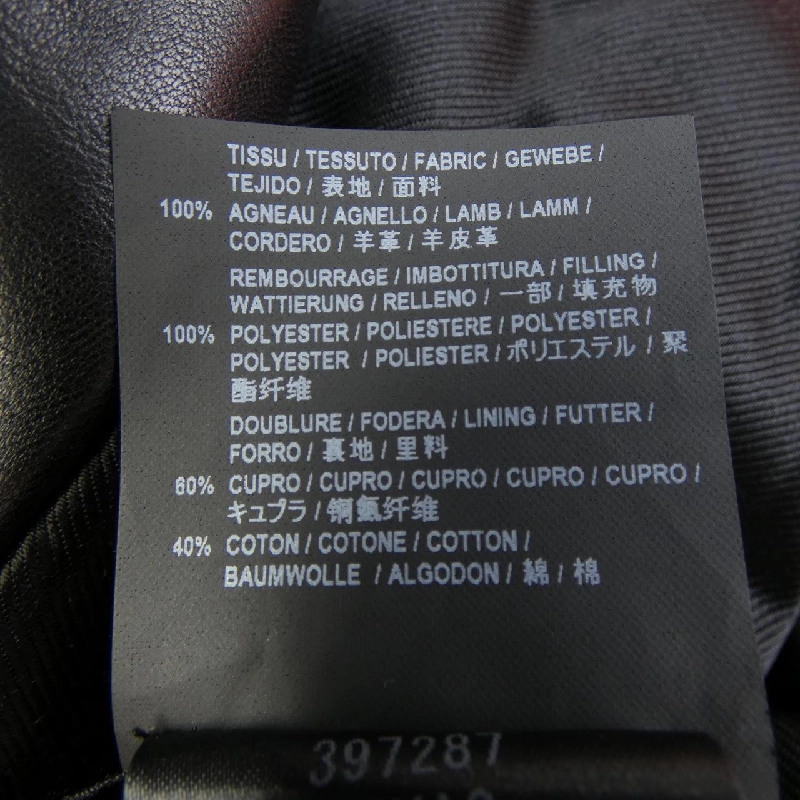 TISSU / TESSUTO / FABRIC / GEWEBE /
TEJIDO / 表地 / 面料
100% AGNEAU / AGNELLO / LAMB / LAMM /
CORDERO / 羊革 / 羊皮革
REMBOURRAGE / IMBOTTITURA / FILLING /
WATTIERUNG / RELLENO / 一部 / 填充物
100% POLYESTER / POLIESTERE / POLYESTER /
POLYESTER / POLIESTER / ポリエステル / 聚
酯纤维
DOUBLURE / FODERA / LINING / FUTTER /
FORRO / 裏地 / 里料
60% CUPRO / CUPRO / CUPRO / CUPRO / CUPRO /
キュプラ / 铜氨纤维
40% COTON / COTONE / COTTON /
BAUMWOLLE / ALGODON / 綿 / 棉
397287